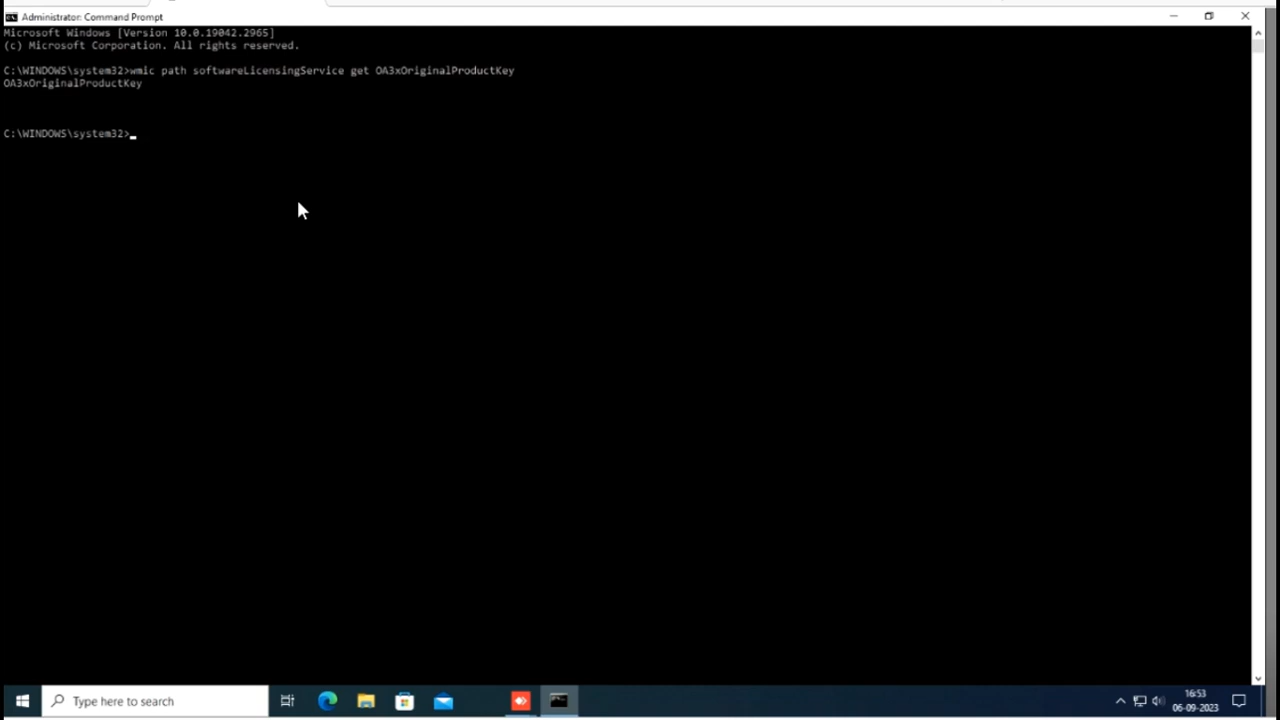 Administrator: Command Prompt
Microsoft Windows [Version 10.0.19042.2965]
(c) Microsoft Corporation. All rights reserved.
C:\WINDOWS\system32>wmic path softwareLicensingService get OA3xOriginalProductKey
OA3xOriginalProductKey
C:\WINDOWS\system32>
Type here to search
16:53
06-09-2023